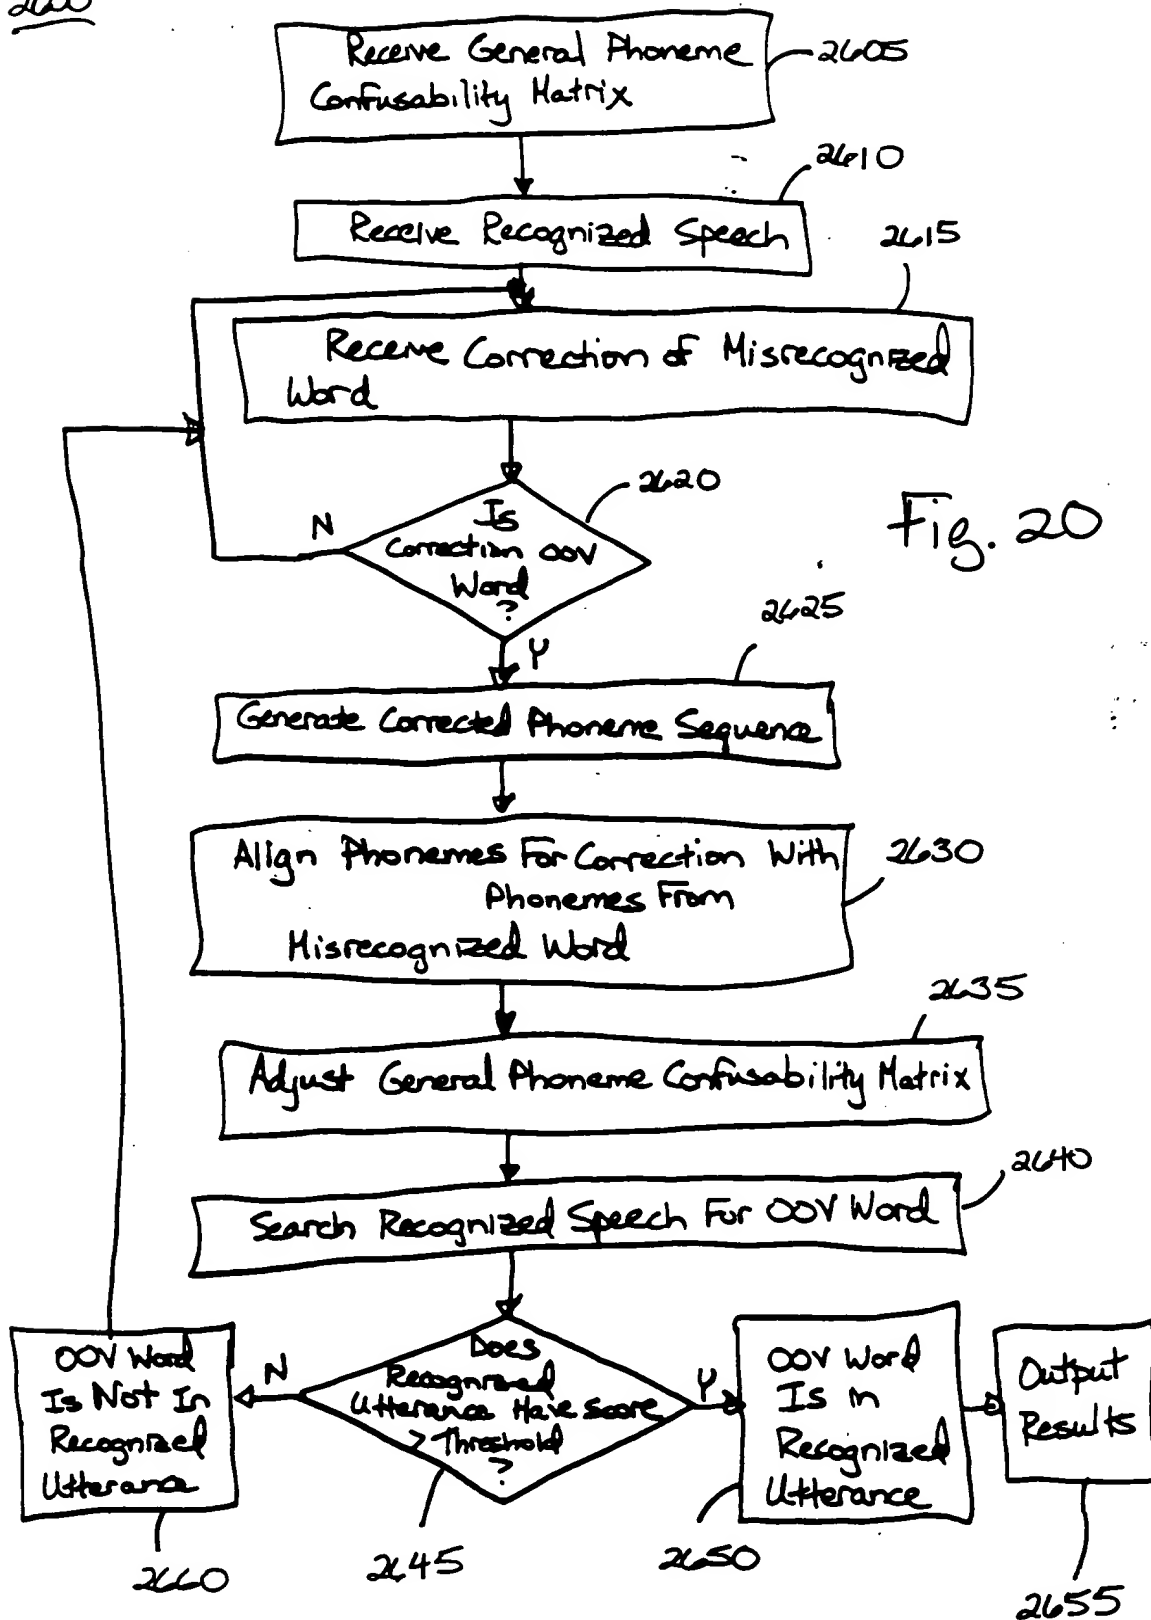 2600
Receive General Phoneme
Confusability Matrix
2605
2610
Receive Recognized Speech
2615
Receive Correction of Misrecognized
Word
2620
N
Is
Correction OOV
Word
?
Fig. 20
Y
2625
Generate Corrected Phoneme Sequence
Align Phonemes For Correction With
Phonemes From
Misrecognized Word
2630
2635
Adjust General Phoneme Confusability Matrix
2640
Search Recognized Speech For OOV Word
OOV Word
Is Not In
Recognized
Utterance
N
Does
Recognized
Utterance Have Score
> Threshold
?
Y
OOV Word
Is in
Recognized
Utterance
Output
Results
2660
2645
2650
2655